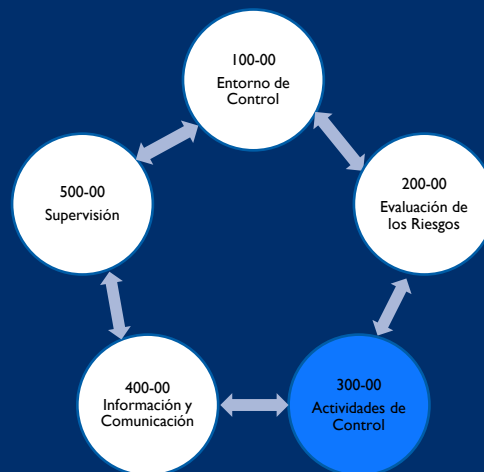 100-00
Entorno de
Control
200-00
Evaluación de
los Riesgos
300-00
Actividades de
Control
400-00
Información y
Comunicación
500-00
Supervisión